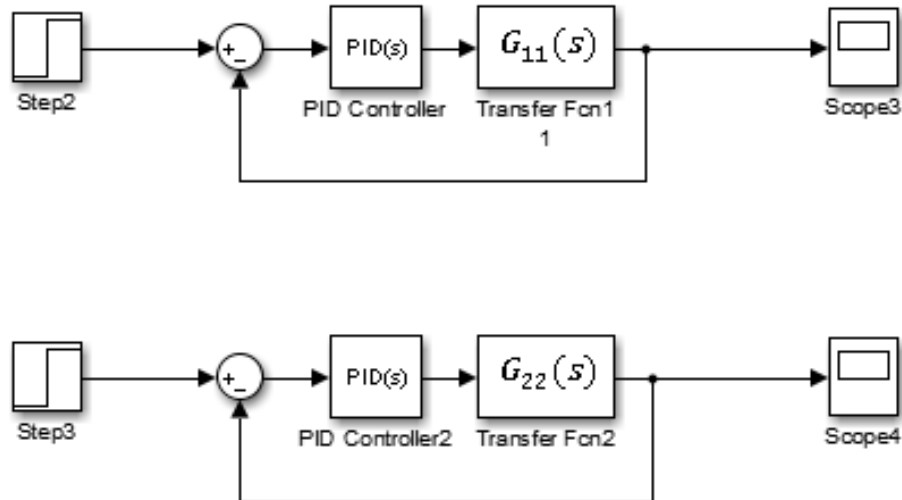 +
-
PID(s)
G₁₁(s)
Step2
PID Controller
Transfer Fcn1
1
Scope3
+
-
PID(s)
G₂₂(s)
Step3
PID Controller2
Transfer Fcn2
Scope4